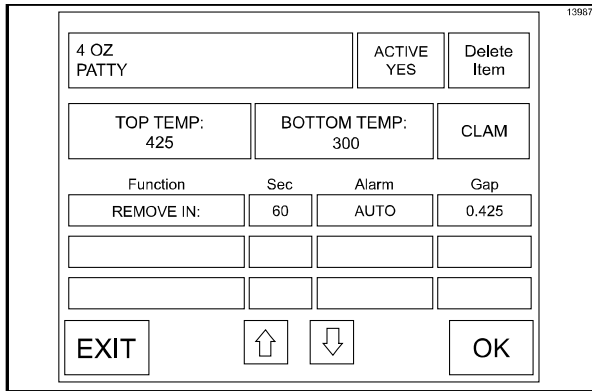 13987
4 OZ
PATTY
ACTIVE
YES
Delete
Item
TOP TEMP:
425
BOTTOM TEMP:
300
CLAM
Function Sec Alarm Gap
REMOVE IN: 60 AUTO 0.425
EXIT OK